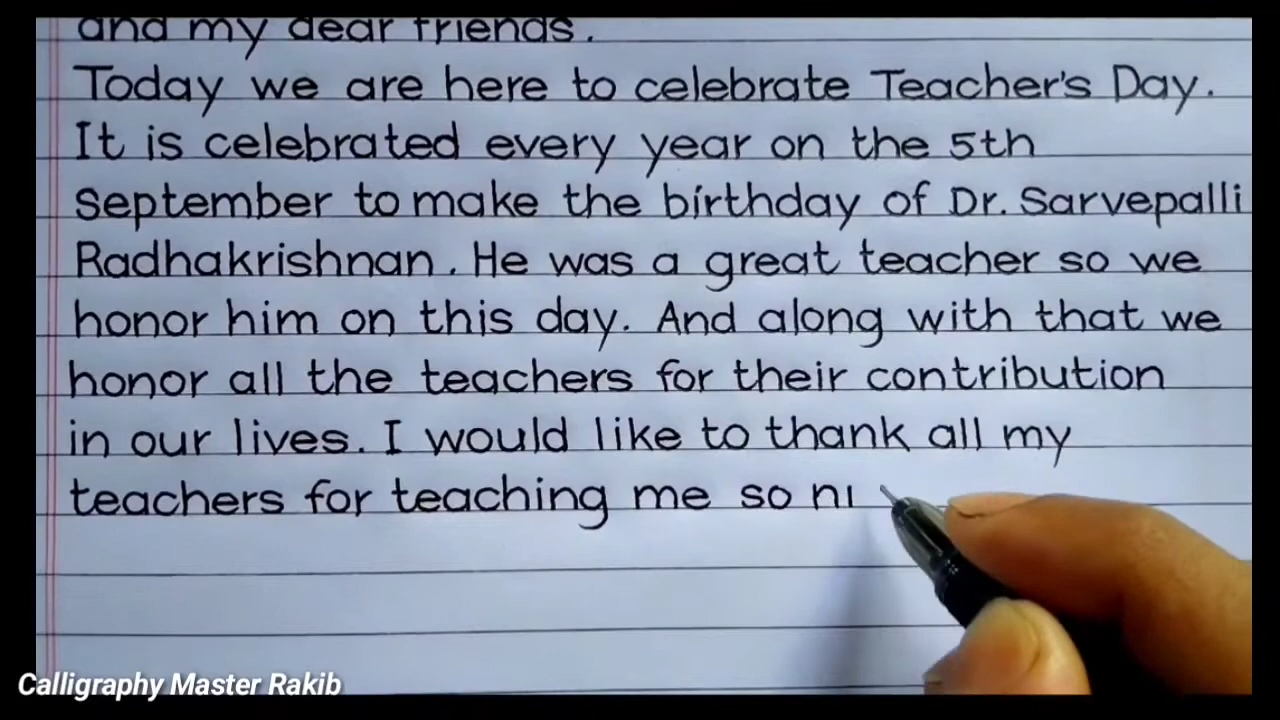 and my dear friends.
Today we are here to celebrate Teacher's Day.
It is celebrated every year on the 5th
September to make the birthday of Dr. Sarvepalli
Radhakrishnan. He was a great teacher so we
honor him on this day. And along with that we
honor all the teachers for their contribution
in our lives. I would like to thank all my
teachers for teaching me so ni
Calligraphy Master Rakib